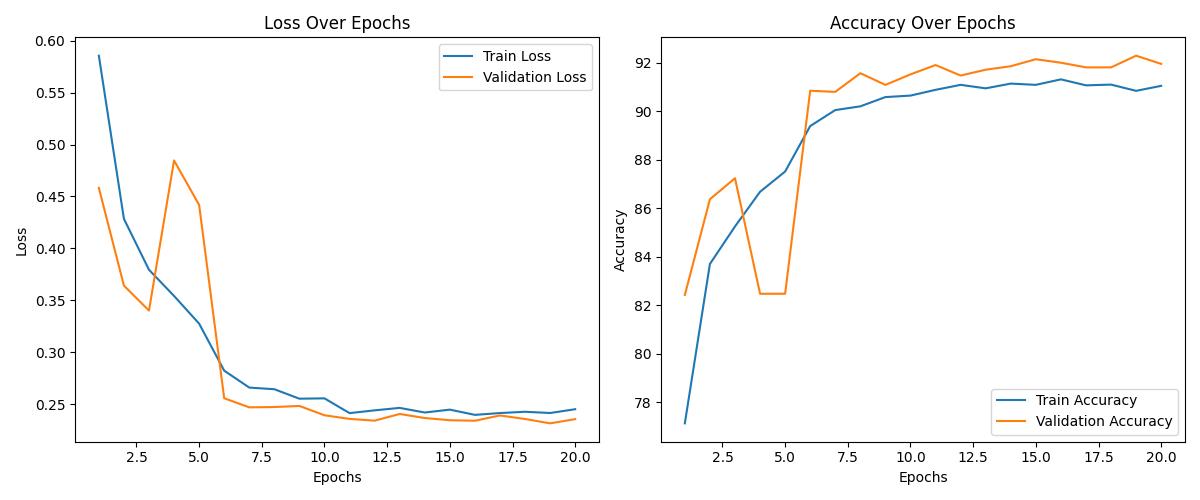 Loss Over Epochs
0.60
0.55
0.50
0.45
0.40
0.35
0.30
0.25
Loss
Train Loss
Validation Loss
2.5 5.0 7.5 10.0 12.5 15.0 17.5 20.0
Epochs
Accuracy Over Epochs
92
90
88
86
84
82
80
78
Accuracy
Train Accuracy
Validation Accuracy
2.5 5.0 7.5 10.0 12.5 15.0 17.5 20.0
Epochs